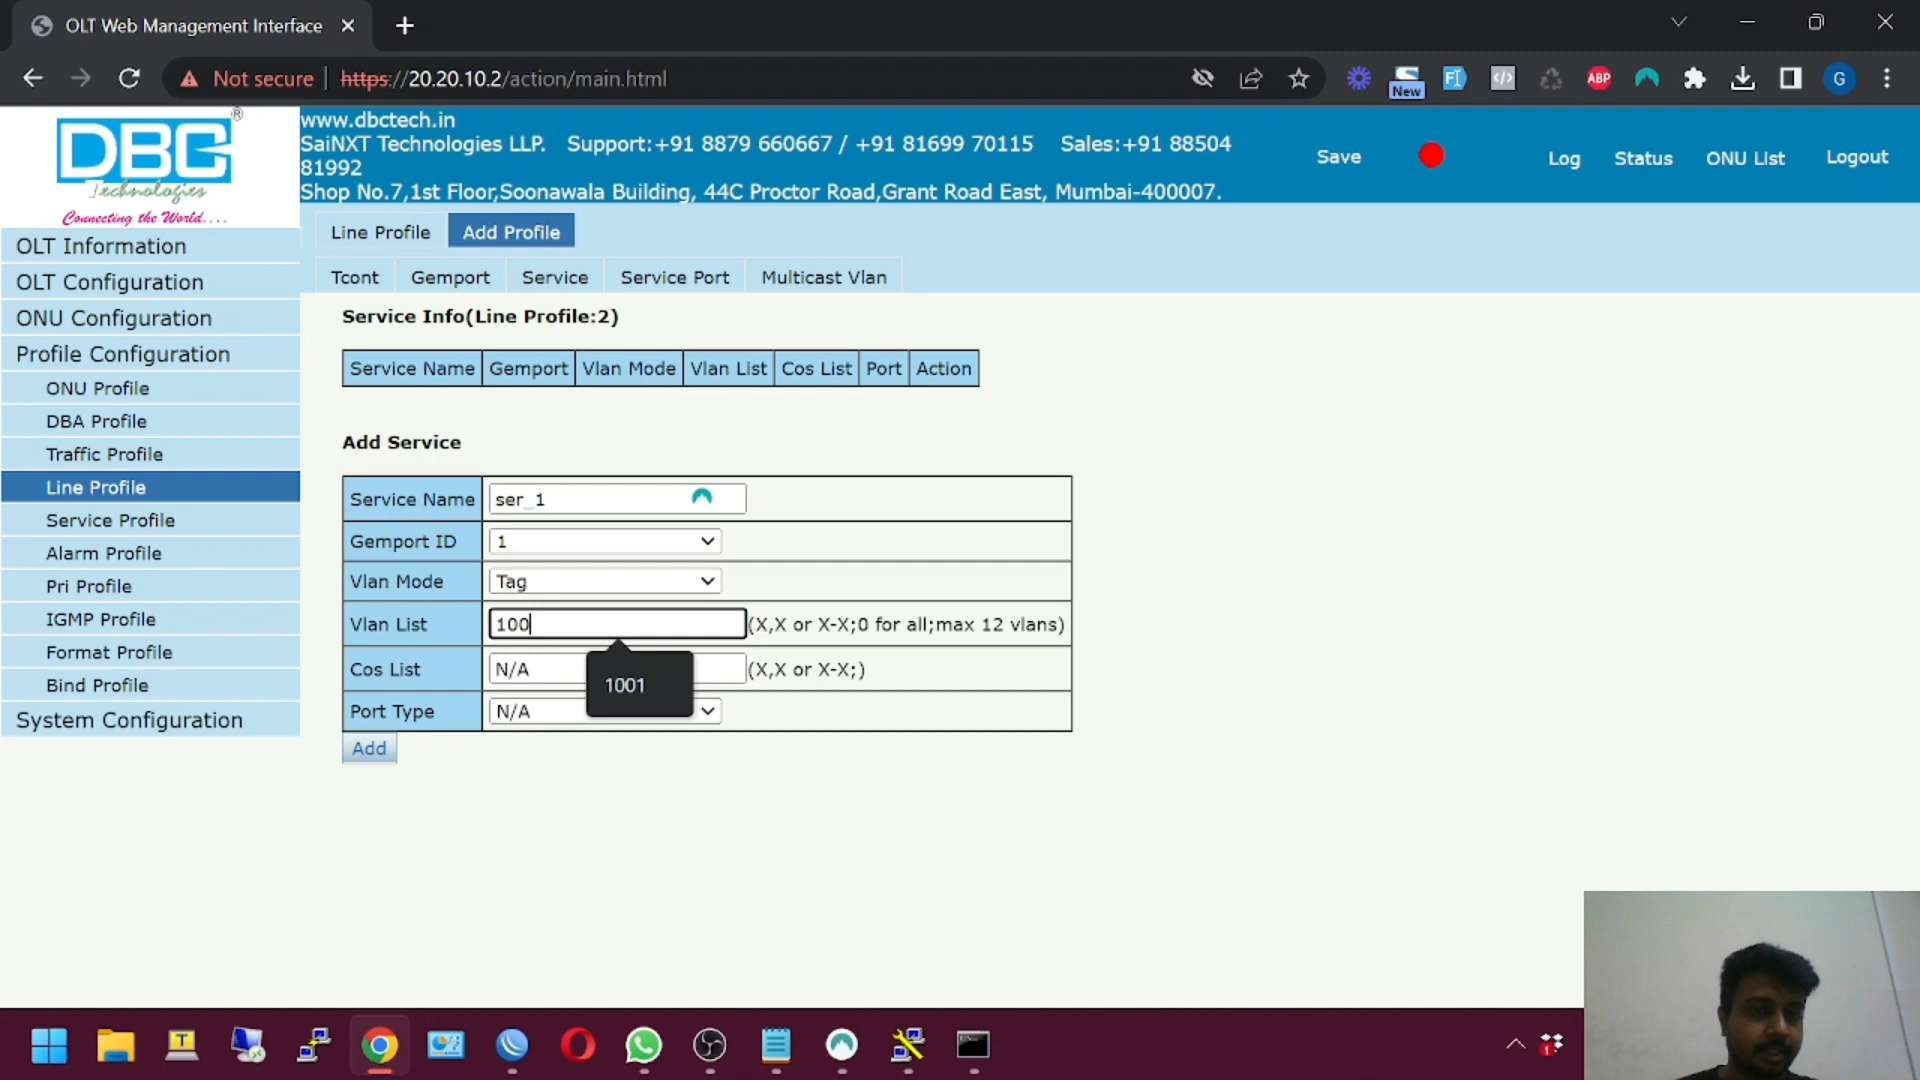 OLT Web Management Interface
Not secure
https://20.20.10.2/action/main.html
New
ABP
G
DBC
®
Technologies
Connecting the World....
www.dbctech.in
SaiNXT Technologies LLP. Support:+91 8879 660667 / +91 81699 70115 Sales:+91 88504
81992
Shop No.7,1st Floor,Soonawala Building, 44C Proctor Road,Grant Road East, Mumbai-400007.
Save
Log
Status
ONU List
Logout
OLT Information
OLT Configuration
ONU Configuration
Profile Configuration
ONU Profile
DBA Profile
Traffic Profile
Line Profile
Service Profile
Alarm Profile
Pri Profile
IGMP Profile
Format Profile
Bind Profile
System Configuration
Line Profile Add Profile
Tcont Gemport Service Service Port Multicast Vlan
Service Info(Line Profile:2)
Service Name Gemport Vlan Mode Vlan List Cos List Port Action
Add Service
Service Name ser_1
Gemport ID 1
Vlan Mode Tag
Vlan List 100 (X,X or X-X;0 for all;max 12 vlans)
1001
Cos List N/A (X,X or X-X;)
Port Type N/A
Add
T
1